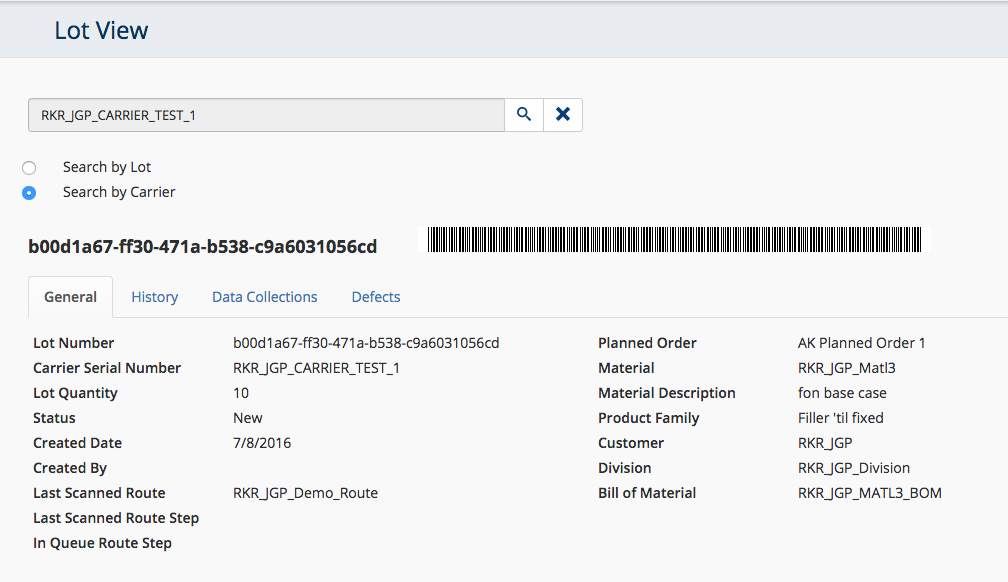 Lot View
RKR_JGP_CARRIER_TEST_1
Search by Lot
Search by Carrier
b00d1a67-ff30-471a-b538-c9a6031056cd
General History Data Collections Defects
Lot Number b00d1a67-ff30-471a-b538-c9a6031056cd Planned Order AK Planned Order 1
Carrier Serial Number RKR_JGP_CARRIER_TEST_1 Material RKR_JGP_Matl3
Lot Quantity 10 Material Description fon base case
Status New Product Family Filler 'til fixed
Created Date 7/8/2016 Customer RKR_JGP
Created By Division RKR_JGP_Division
Last Scanned Route RKR_JGP_Demo_Route Bill of Material RKR_JGP_MATL3_BOM
Last Scanned Route Step
In Queue Route Step